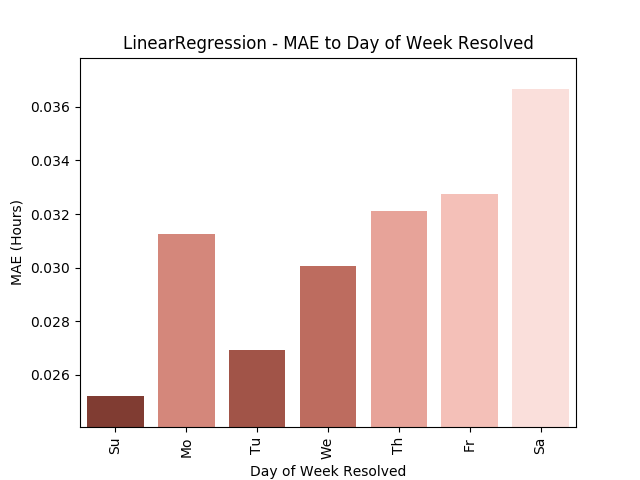 LinearRegression - MAE to Day of Week Resolved
0.036
0.034
0.032
0.030
0.028
0.026
MAE (Hours)
Su
Mo
Tu
We
Th
Fr
Sa
Day of Week Resolved